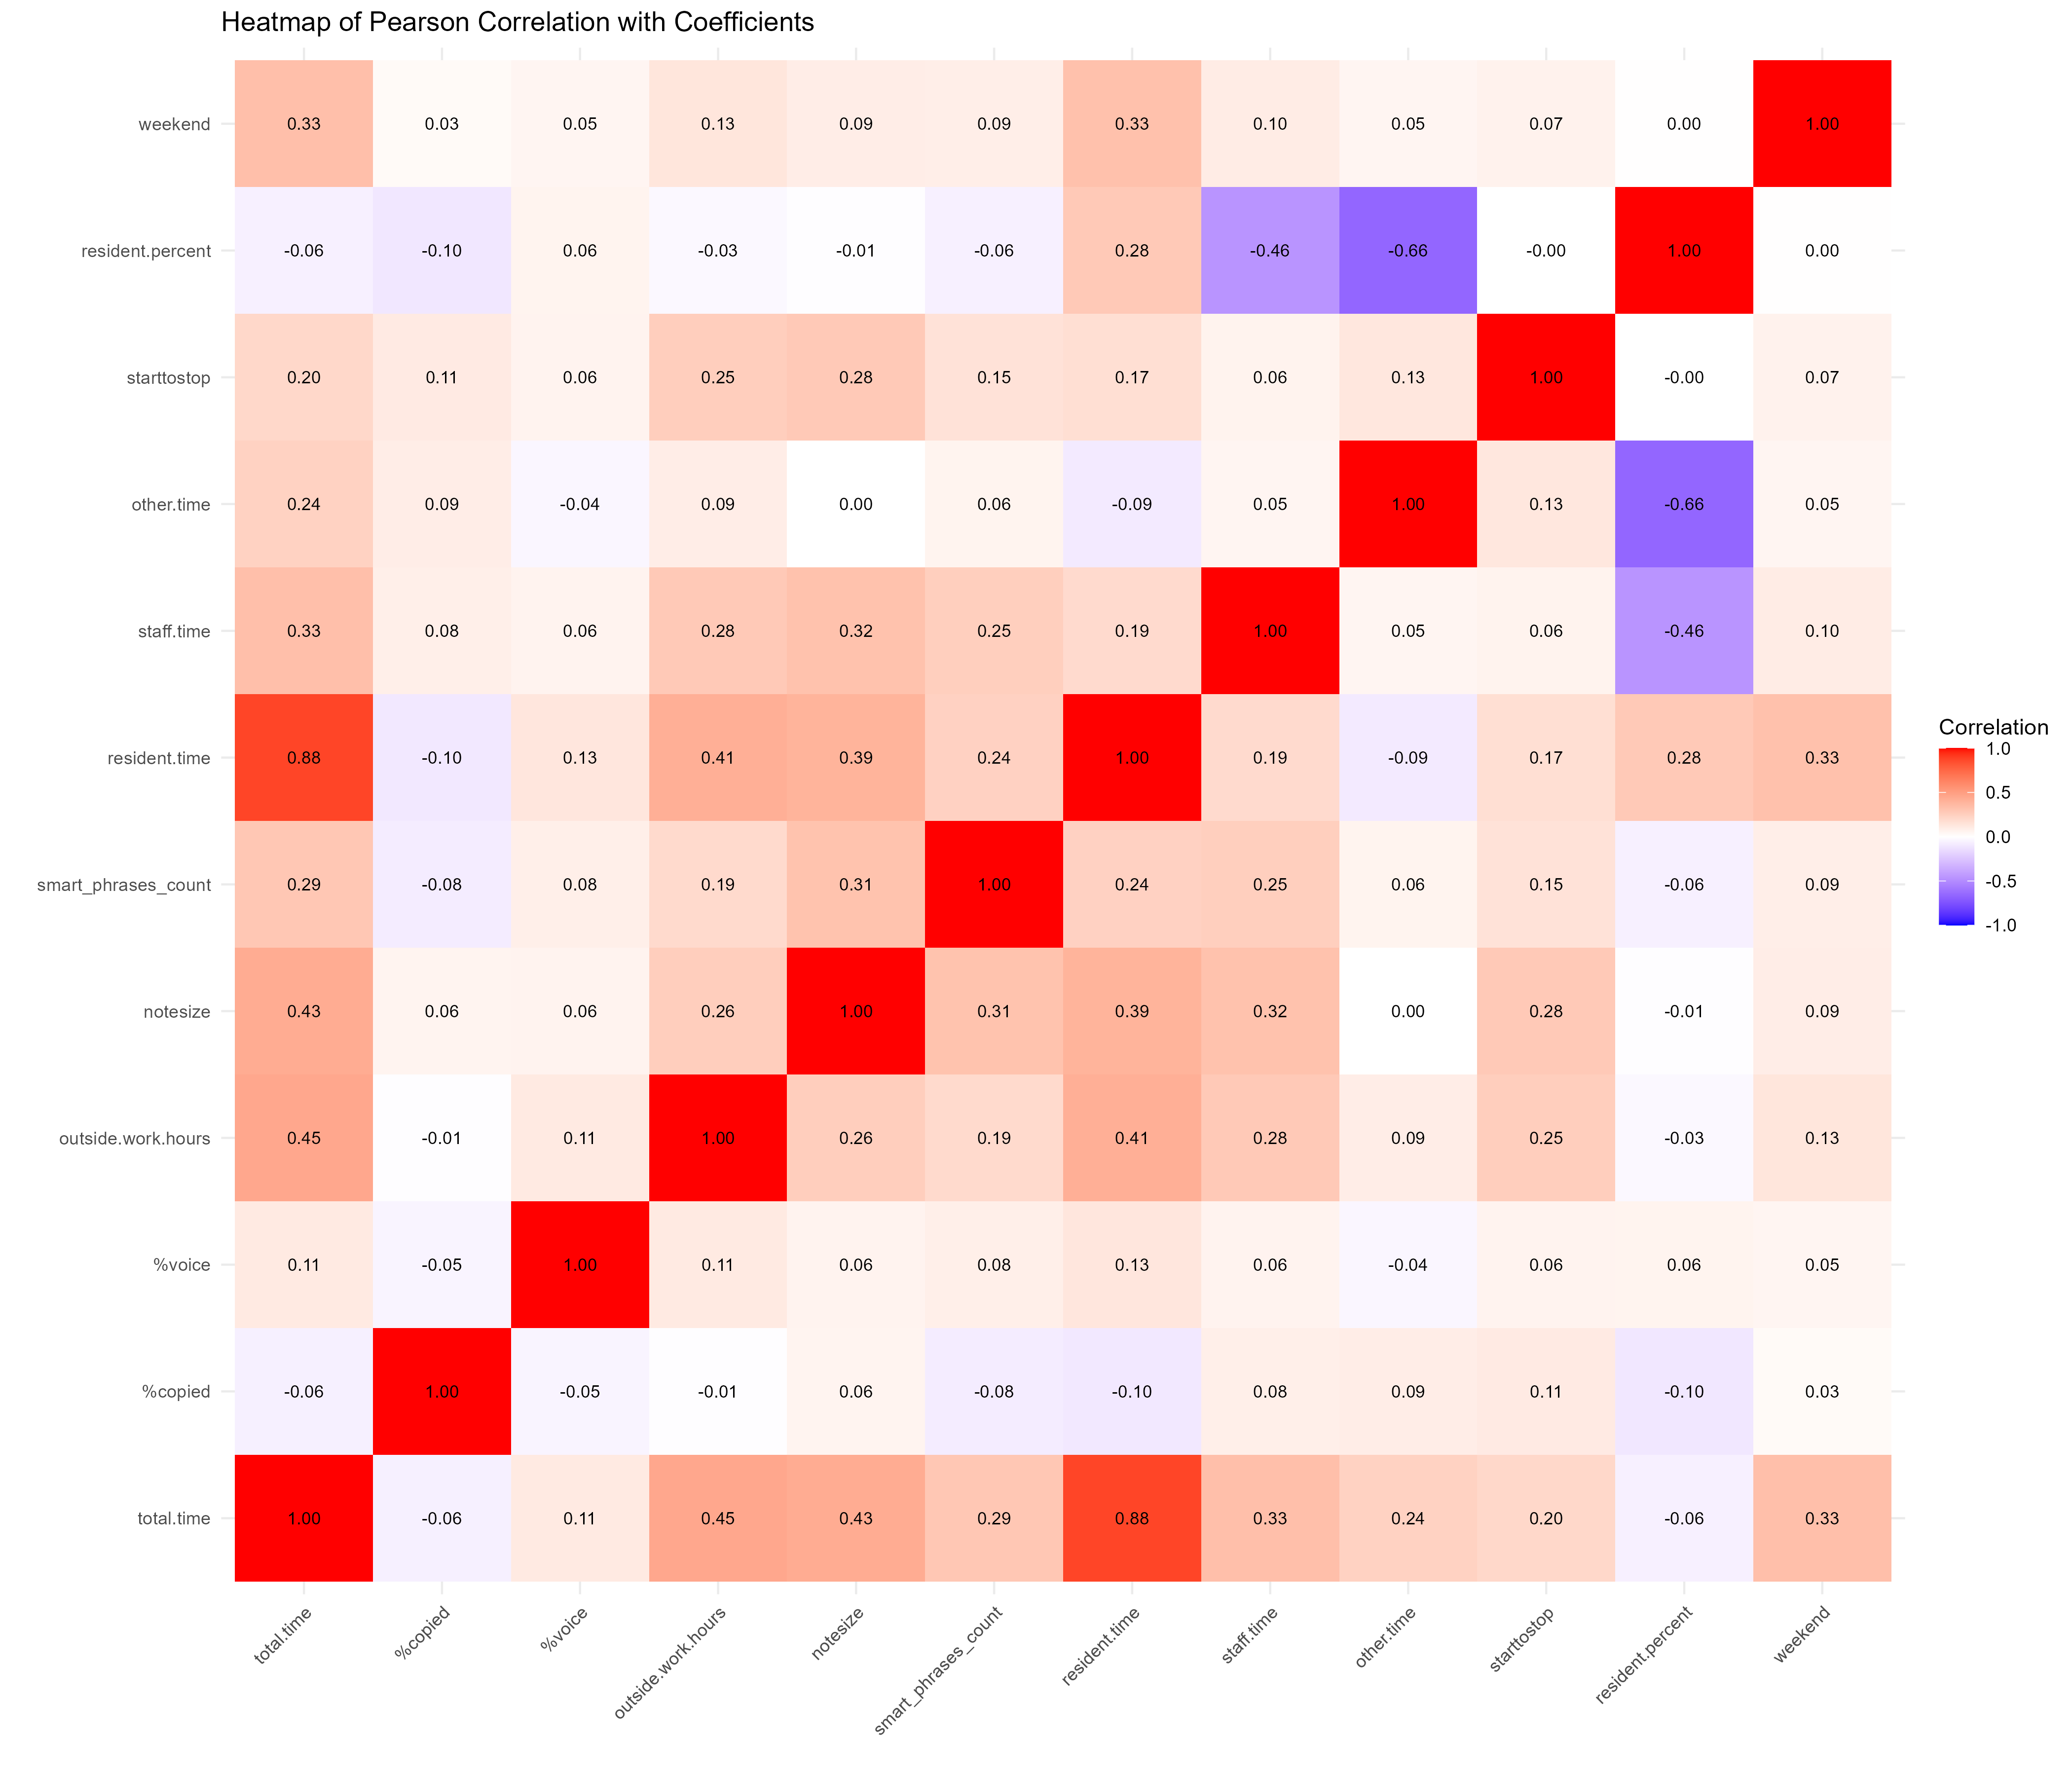 Heatmap of Pearson Correlation with Coefficients
weekend 0.33 0.03 0.05 0.13 0.09 0.09 0.33 0.10 0.05 0.07 0.00 1.00
resident.percent -0.06 -0.10 0.06 -0.03 -0.01 -0.06 0.28 -0.46 -0.66 -0.00 1.00 0.00
starttostop 0.20 0.11 0.06 0.25 0.28 0.15 0.17 0.06 0.13 1.00 -0.00 0.07
other.time 0.24 0.09 -0.04 0.09 0.00 0.06 -0.09 0.05 1.00 0.13 -0.66 0.05
staff.time 0.33 0.08 0.06 0.28 0.32 0.25 0.19 1.00 0.05 0.06 -0.46 0.10
resident.time 0.88 -0.10 0.13 0.41 0.39 0.24 1.00 0.19 -0.09 0.17 0.28 0.33
smart_phrases_count 0.29 -0.08 0.08 0.19 0.31 1.00 0.24 0.25 0.06 0.15 -0.06 0.09
notesize 0.43 0.06 0.06 0.26 1.00 0.31 0.39 0.32 0.00 0.28 -0.01 0.09
outside.work.hours 0.45 -0.01 0.11 1.00 0.26 0.19 0.41 0.28 0.09 0.25 -0.03 0.13
%voice 0.11 -0.05 1.00 0.11 0.06 0.08 0.13 0.06 -0.04 0.06 0.06 0.05
%copied -0.06 1.00 -0.05 -0.01 0.06 -0.08 -0.10 0.08 0.09 0.11 -0.10 0.03
total.time 1.00 -0.06 0.11 0.45 0.43 0.29 0.88 0.33 0.24 0.20 -0.06 0.33
total.time %copied %voice outside.work.hours notesize smart_phrases_count resident.time staff.time other.time starttostop resident.percent weekend
Correlation
1.0
0.5
0.0
-0.5
-1.0